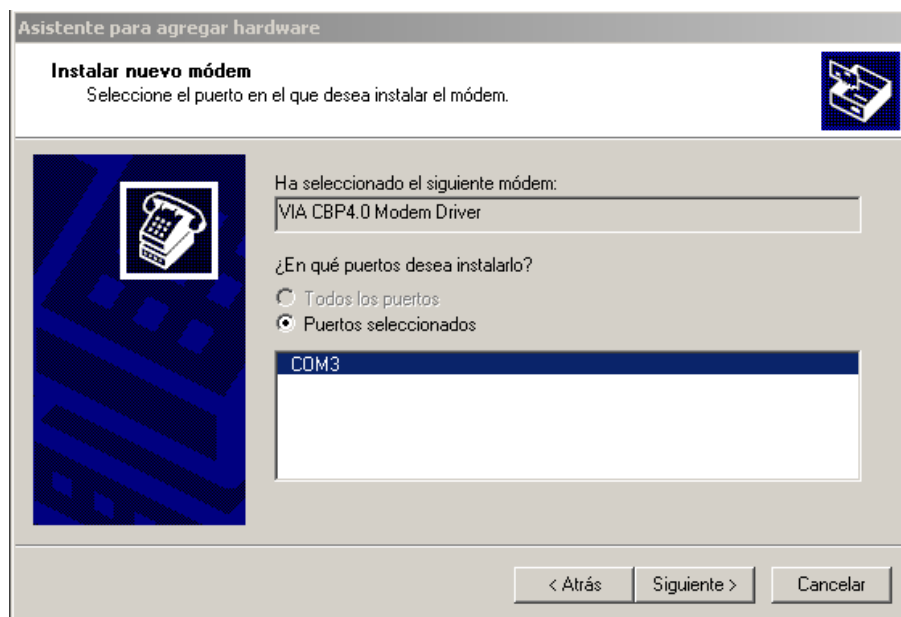 Asistente para agregar hardware
Instalar nuevo módem
Seleccione el puerto en el que desea instalar el módem.
Ha seleccionado el siguiente módem:
VIA CBP4.0 Modem Driver
¿En qué puertos desea instalarlo?
Todos los puertos
Puertos seleccionados
COM3
< Atrás Siguiente > Cancelar